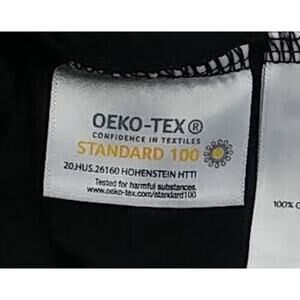 OEKO-TEX®
CONFIDENCE IN TEXTILES
STANDARD 100
20.HUS.26160 HOHENSTEIN HTTI
Tested for harmful substances.
www.oeko-tex.com/standard100
100% C